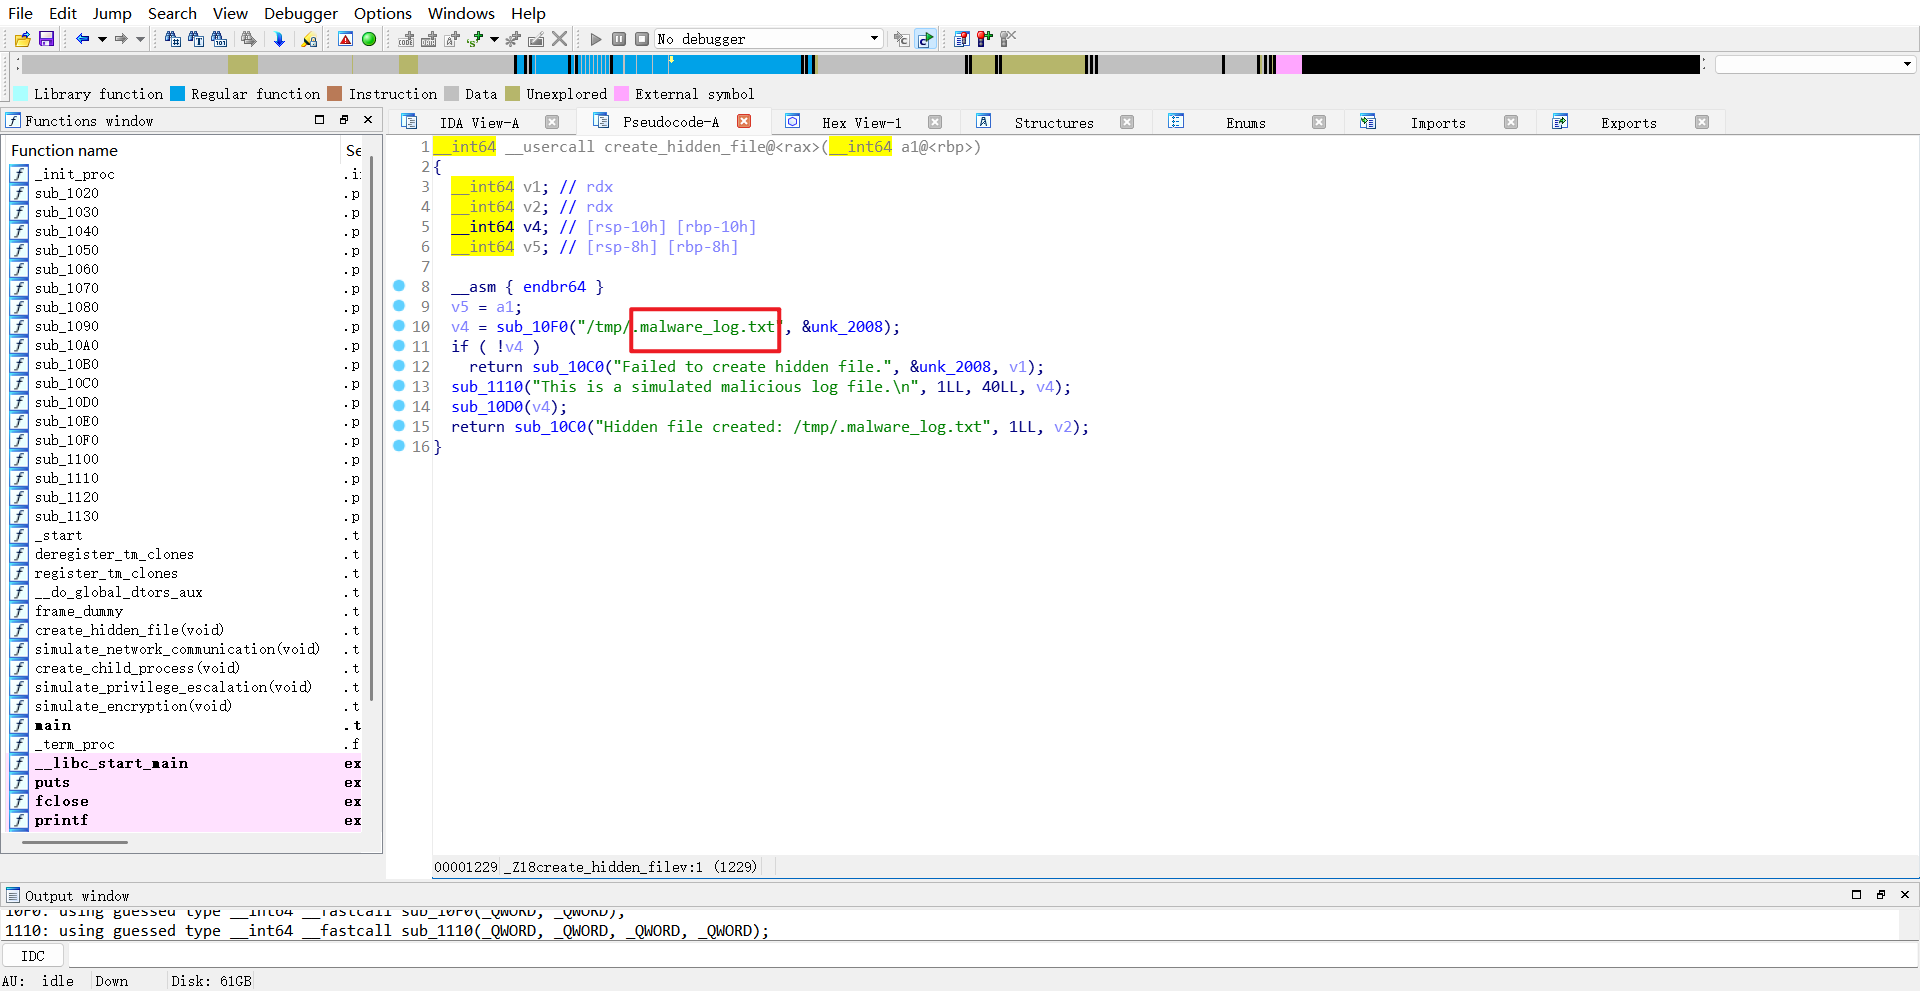 File Edit Jump Search View Debugger Options Windows Help
No debugger
Library function Regular function Instruction Data Unexplored External symbol
Functions window
IDA View-A Pseudocode-A Hex View-1 Structures Enums Imports Exports
Function name Se
_init_proc .i
sub_1020 .p
sub_1030 .p
sub_1040 .p
sub_1050 .p
sub_1060 .p
sub_1070 .p
sub_1080 .p
sub_1090 .p
sub_10A0 .p
sub_10B0 .p
sub_10C0 .p
sub_10D0 .p
sub_10E0 .p
sub_10F0 .p
sub_1100 .p
sub_1110 .p
sub_1120 .p
sub_1130 .p
_start .t
deregister_tm_clones .t
register_tm_clones .t
__do_global_dtors_aux .t
frame_dummy .t
create_hidden_file(void) .t
simulate_network_communication(void) .t
create_child_process(void) .t
simulate_privilege_escalation(void) .t
simulate_encryption(void) .t
main .t
_term_proc .f
__libc_start_main ex
puts ex
fclose ex
printf ex
1 __int64 __usercall create_hidden_file@<rax>(__int64 a1@<rbp>)
2 {
3 __int64 v1; // rdx
4 __int64 v2; // rdx
5 __int64 v4; // [rsp-10h] [rbp-10h]
6 __int64 v5; // [rsp-8h] [rbp-8h]
7
8 __asm { endbr64 }
9 v5 = a1;
10 v4 = sub_10F0("/tmp/.malware_log.txt", &unk_2008);
11 if ( !v4 )
12 return sub_10C0("Failed to create hidden file.", &unk_2008, v1);
13 sub_1110("This is a simulated malicious log file.\n", 1LL, 40LL, v4);
14 sub_10D0(v4);
15 return sub_10C0("Hidden file created: /tmp/.malware_log.txt", 1LL, v2);
16 }
00001229 _Z18create_hidden_filev:1 (1229)
Output window
10F0: using guessed type __int64 __fastcall sub_10F0(_QWORD, _QWORD);
1110: using guessed type __int64 __fastcall sub_1110(_QWORD, _QWORD, _QWORD, _QWORD);
IDC
AU: idle Down Disk: 61GB